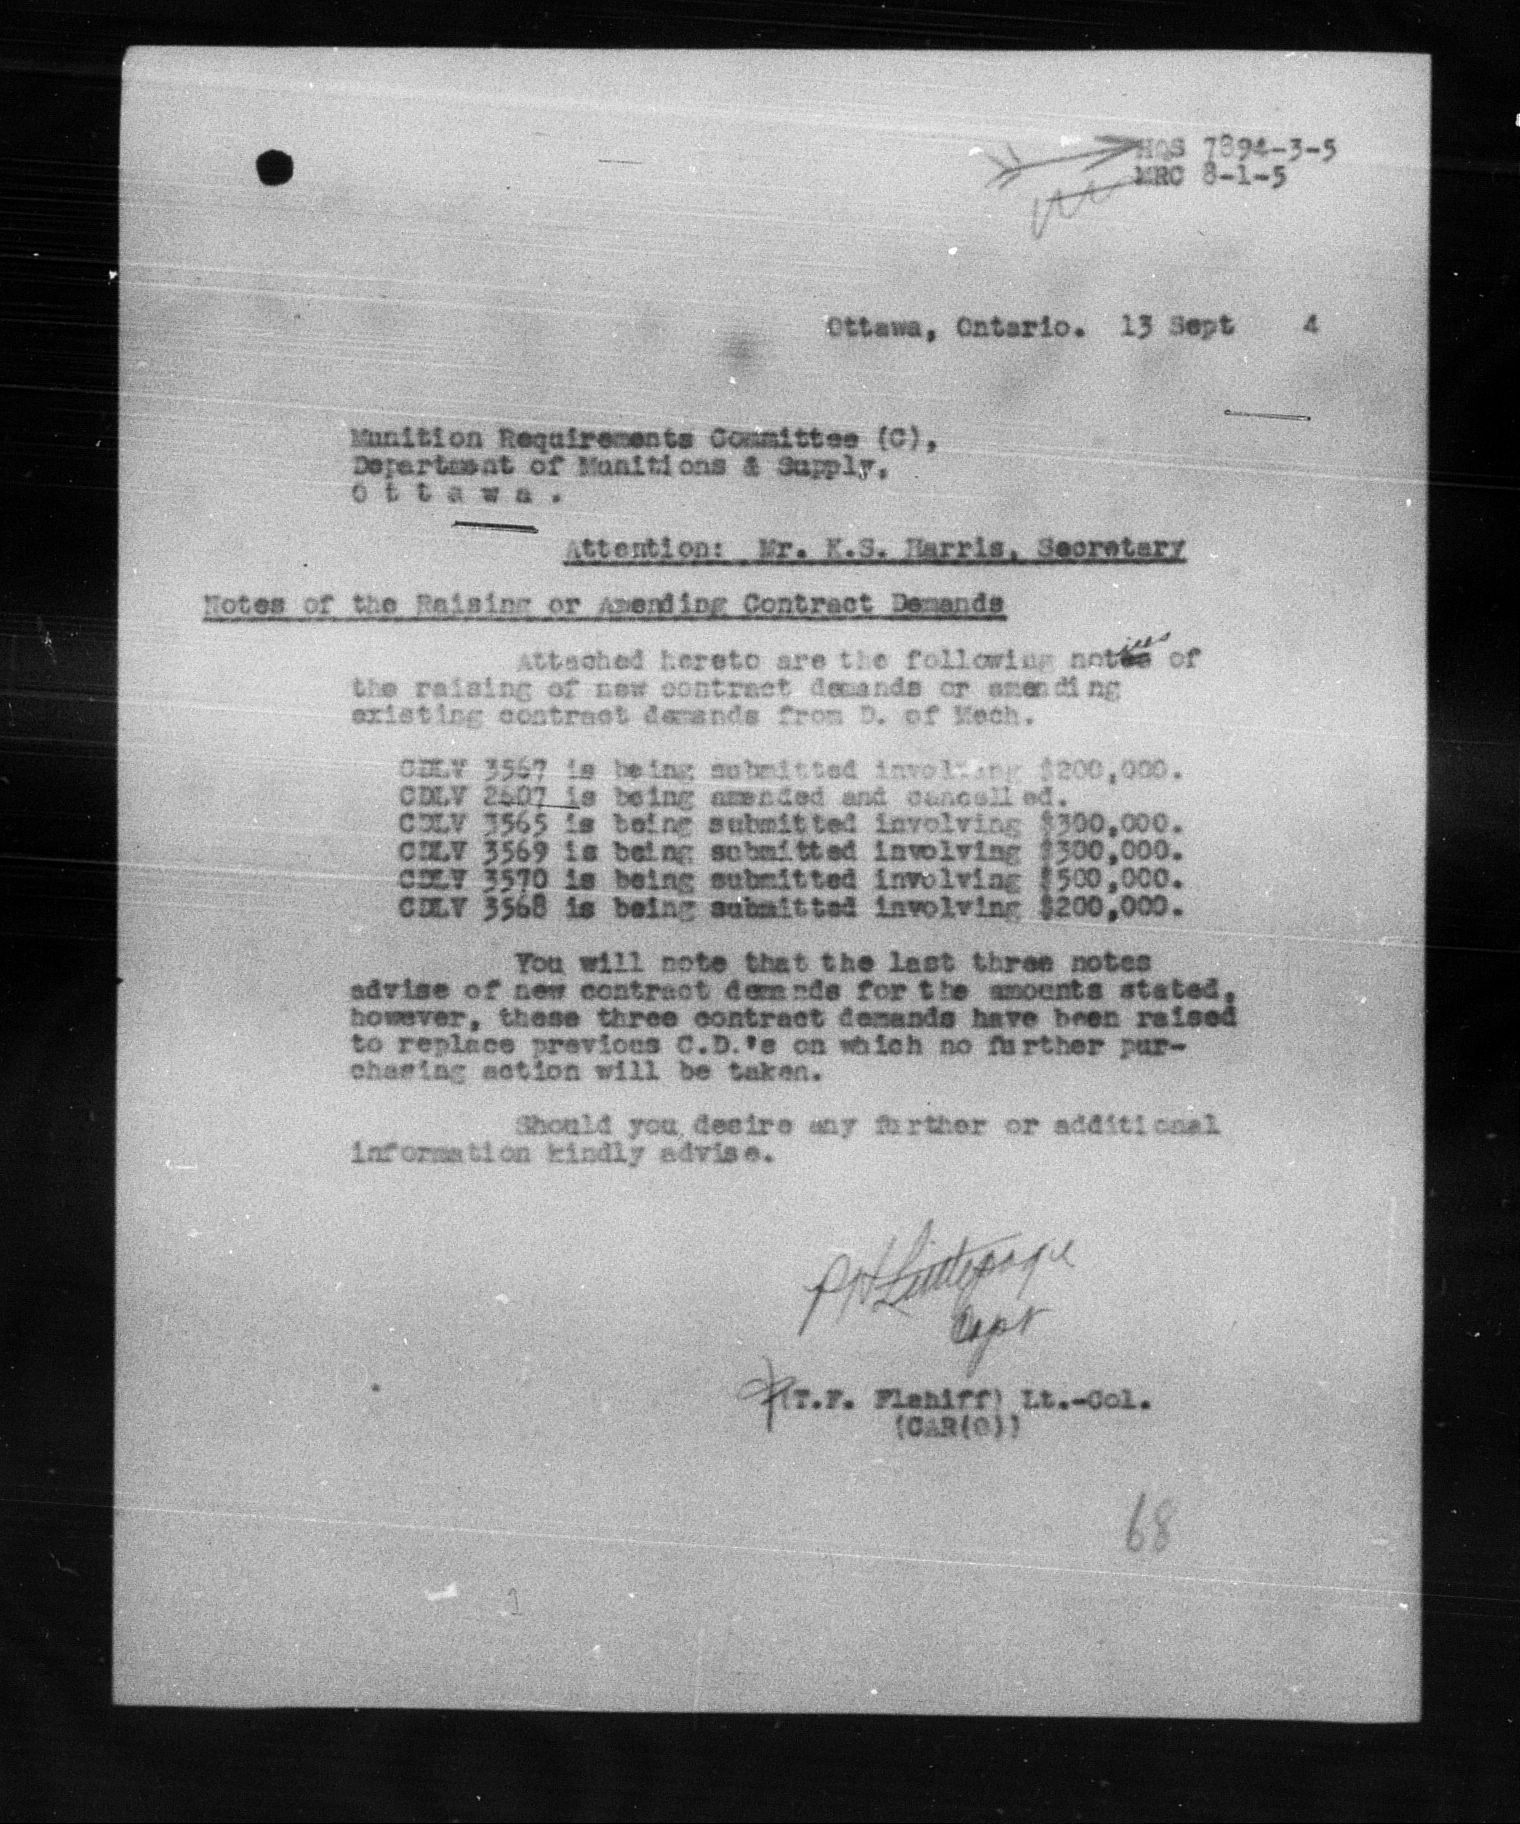 HQS 7894-3-5
MRC 8-1-5
Ottawa, Ontario. 13 Sept 4
Munition Requirements Committee (C),
Department of Munitions & Supply,
O t t a w a .
Attention: Mr. K.S. Harris, Secretary
Notes of the Raising or Amending Contract Demands
Attached hereto are the following notices of
the raising of new contract demands or amending
existing contract demands from D. of Mech.
CDLV 3567 is being submitted involving $200,000.
CDLV 2607 is being amended and cancelled.
CDLV 3565 is being submitted involving $300,000.
CDLV 3569 is being submitted involving $300,000.
CDLV 3570 is being submitted involving $500,000.
CDLV 3568 is being submitted involving $200,000.
You will note that the last three notes
advise of new contract demands for the amounts stated,
however, these three contract demands have been raised
to replace previous C.D.'s on which no further pur-
chasing action will be taken.
Should you desire any further or additional
information kindly advise.
PH Littlepage
Capt
(T.F. Flahiff) Lt.-Col.
(CAR(O))
68
1